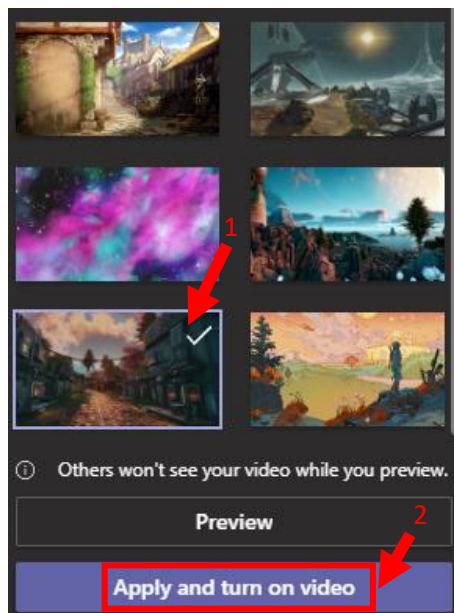 1
Others won't see your video while you preview.
Preview
2
Apply and turn on video